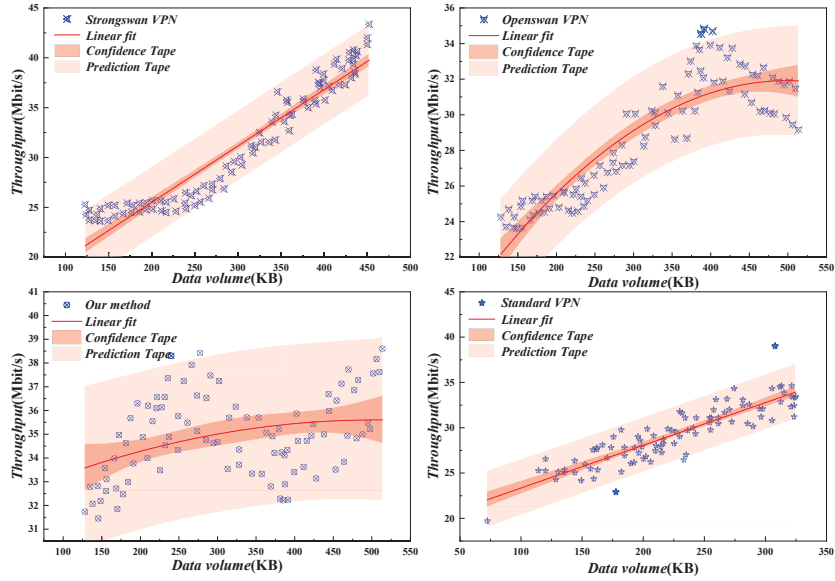 Strongswan VPN
Linear fit
Confidence Tape
Prediction Tape
Throughput(Mbit/s)
45
40
35
30
25
20
100 150 200 250 300 350 400 450 500
Data volume(KB)
Openswan VPN
Linear fit
Confidence Tape
Prediction Tape
Throughput(Mbit/s)
36
34
32
30
28
26
24
22
100 150 200 250 300 350 400 450 500 550
Data volume(KB)
Our method
Linear fit
Confidence Tape
Prediction Tape
Throughput(Mbit/s)
41
40
39
38
37
36
35
34
33
32
31
30
100 150 200 250 300 350 400 450 500 550
Data volume(KB)
Standard VPN
Linear fit
Confidence Tape
Prediction Tape
Throughput(Mbit/s)
45
40
35
30
25
20
50 100 150 200 250 300 350
Data volume(KB)